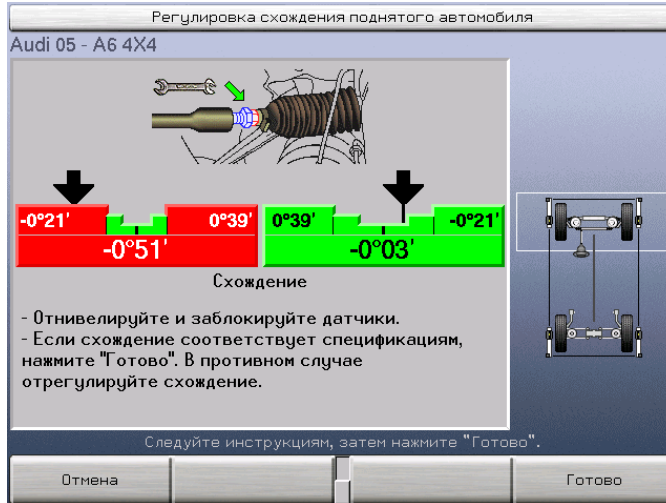 Регулировка схождения поднятого автомобиля
Audi 05 - A6 4X4
-0°21' 0°39' 0°39' -0°21'
-0°51' -0°03'
Схождение
- Отнивелируйте и заблокируйте датчики.
- Если схождение соответствует спецификациям,
нажмите "Готово". В противном случае
отрегулируйте схождение.
Следуйте инструкциям, затем нажмите "Готово".
Отмена Готово